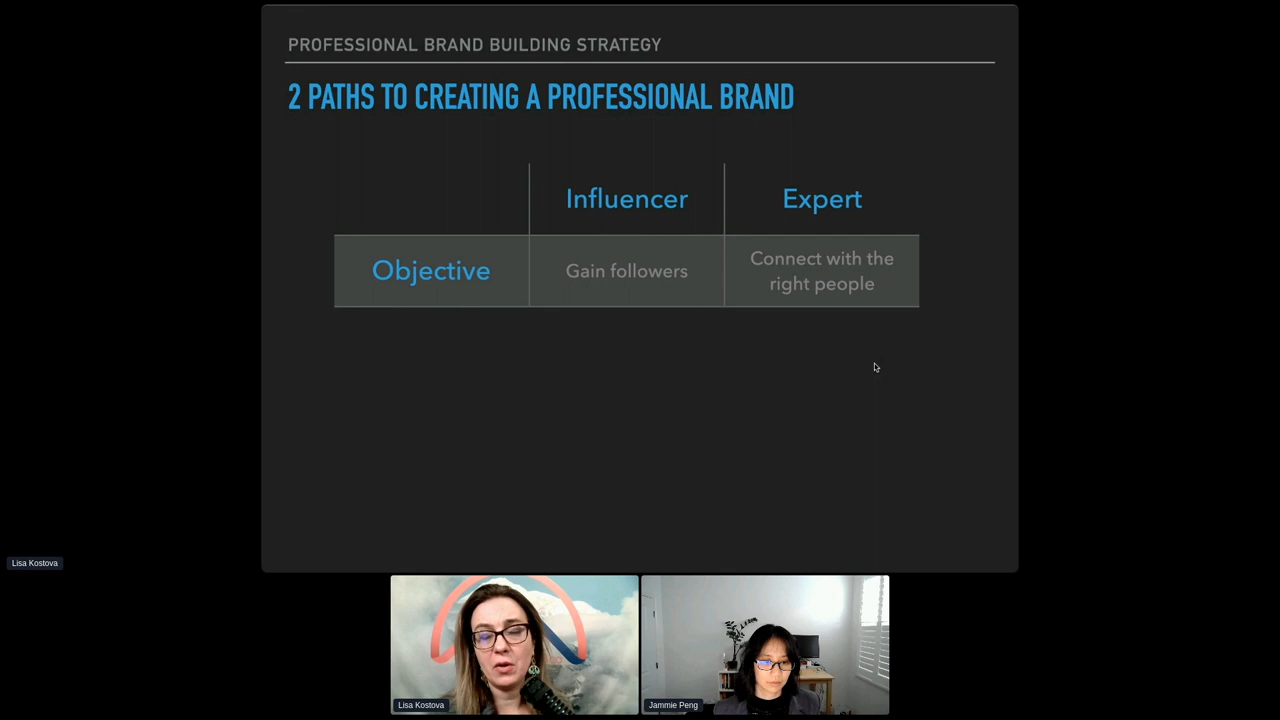 PROFESSIONAL BRAND BUILDING STRATEGY
2 PATHS TO CREATING A PROFESSIONAL BRAND
Influencer
Expert
Objective
Gain followers
Connect with the
right people
Lisa Kostova
Lisa Kostova
Jammie Peng